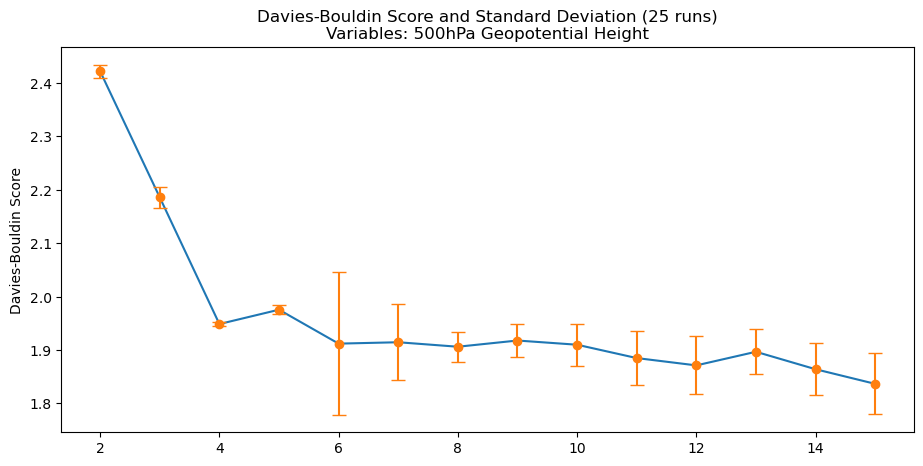 Davies-Bouldin Score and Standard Deviation (25 runs)
Variables: 500hPa Geopotential Height
Davies-Bouldin Score
2.4
2.3
2.2
2.1
2.0
1.9
1.8
2 4 6 8 10 12 14